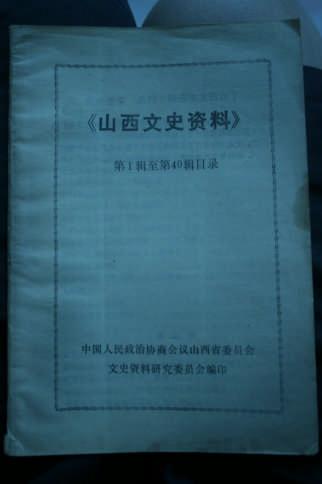 《山西文史资料》
第1辑至第40辑目录
中国人民政治协商会议山西省委员会
文史资料研究委员会编印